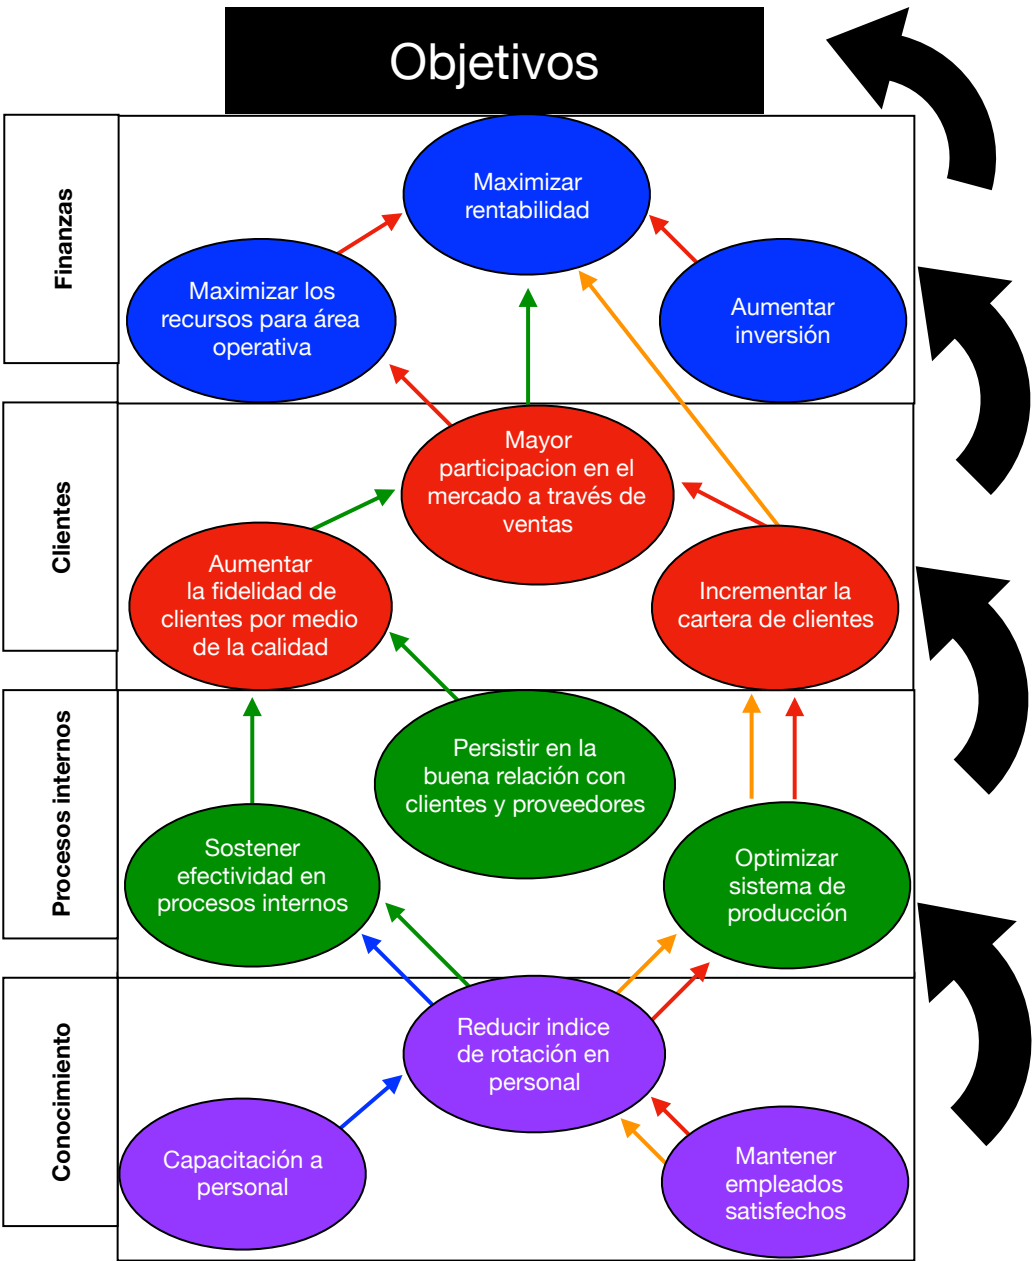 Objetivos
Finanzas
Maximizar
rentabilidad
Maximizar los
recursos para área
operativa
Aumentar
inversión
Clientes
Mayor
participacion en el
mercado a través de
ventas
Aumentar
la fidelidad de
clientes por medio
de la calidad
Incrementar la
cartera de clientes
Procesos internos
Persistir en la
buena relación con
clientes y proveedores
Sostener
efectividad en
procesos internos
Optimizar
sistema de
producción
Conocimiento
Reducir indice
de rotación en
personal
Capacitación a
personal
Mantener
empleados
satisfechos